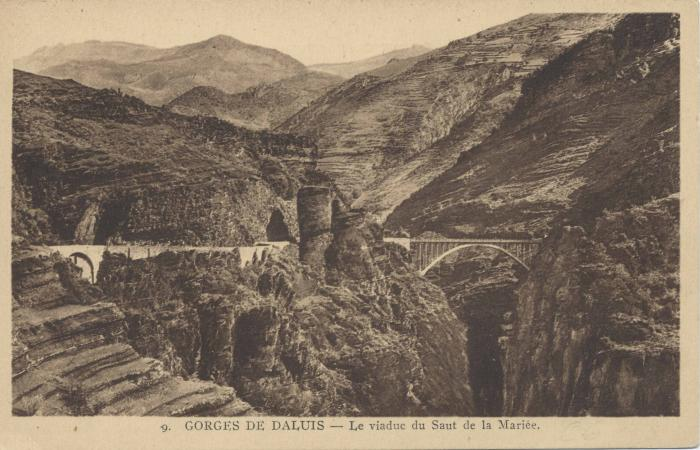 9. GORGES DE DALUIS — Le viaduc du Saut de la Mariée.